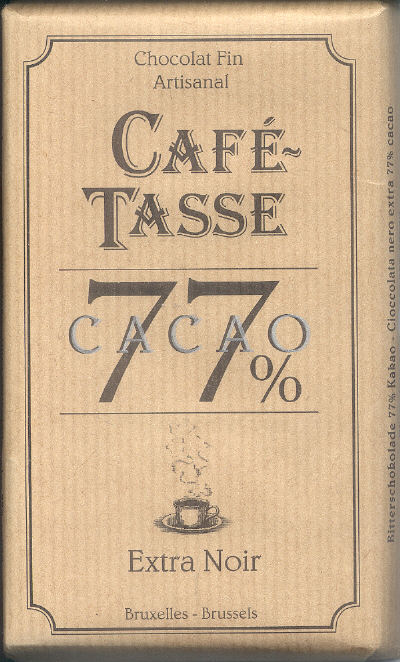 Chocolat Fin
Artisanal
CAFÉ-
TASSE
77%
CACAO
Extra Noir
Bruxelles - Brussels
Bitterschokolade 77% Kakao - Cioccolata nero extra 77% cacao